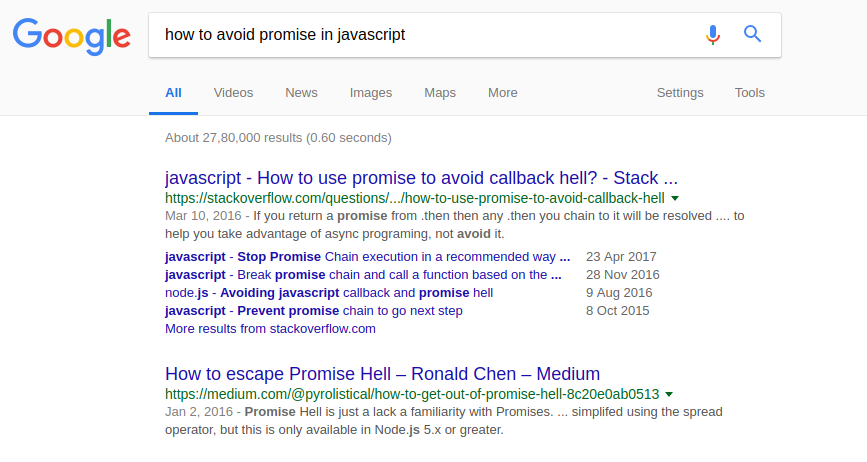 Google
how to avoid promise in javascript
All Videos News Images Maps More Settings Tools
About 27,80,000 results (0.60 seconds)
javascript - How to use promise to avoid callback hell? - Stack ...
https://stackoverflow.com/questions/.../how-to-use-promise-to-avoid-callback-hell
Mar 10, 2016 - If you return a promise from .then then any .then you chain to it will be resolved .... to
help you take advantage of async programing, not avoid it.
javascript - Stop Promise Chain execution in a recommended way ... 23 Apr 2017
javascript - Break promise chain and call a function based on the ... 28 Nov 2016
node.js - Avoiding javascript callback and promise hell 9 Aug 2016
javascript - Prevent promise chain to go next step 8 Oct 2015
More results from stackoverflow.com
How to escape Promise Hell – Ronald Chen – Medium
https://medium.com/@pyrolistical/how-to-get-out-of-promise-hell-8c20e0ab0513
Jan 2, 2016 - Promise Hell is just a lack a familiarity with Promises. ... simplifed using the spread
operator, but this is only available in Node.js 5.x or greater.